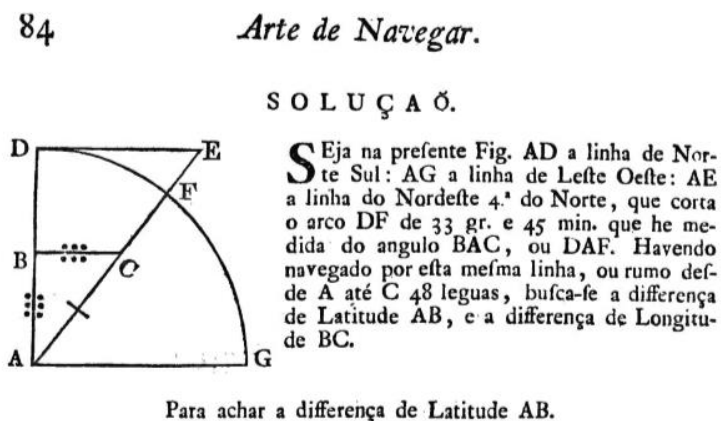 84 Arte de Navegar.
SOLUÇAÕ.
D E
F
B C
A G
SEja na preſente Fig. AD a linha de Nor-
te Sul: AG a linha de Leſte Oeſte: AE
a linha do Nordeſte 4.ª do Norte, que corta
o arco DF de 33 gr. e 45 min. que he me-
dida do angulo BAC, ou DAF. Havendo
navegado por eſta meſma linha, ou rumo deſ-
de A até C 48 leguas, buſca-ſe a differença
de Latitude AB, e a differença de Longitu-
de BC.
Para achar a differença de Latitude AB.